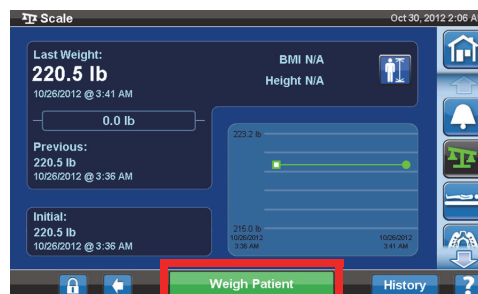 Scale
Oct 30, 2012 2:06 A
Last Weight:
220.5 lb
10/26/2012 @ 3:41 AM
BMI N/A
Height N/A
0.0 lb
Previous:
220.5 lb
10/26/2012 @ 3:36 AM
Initial:
220.5 lb
10/26/2012 @ 3:36 AM
223.2 lb
215.0 lb
10/26/2012
3:36 AM
10/26/2012
3:41 AM
Weigh Patient
History
?